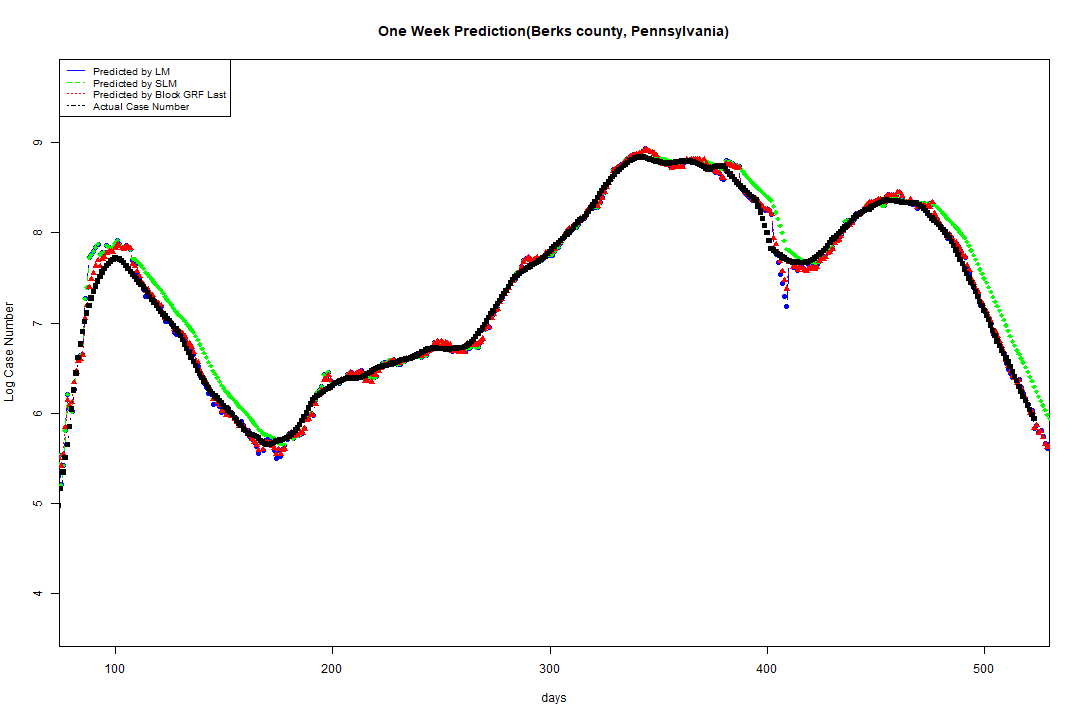 One Week Prediction(Berks county, Pennsylvania)
Predicted by LM
Predicted by SLM
Predicted by Block GRF Last
Actual Case Number
Log Case Number
9
8
7
6
5
4
100 200 300 400 500
days